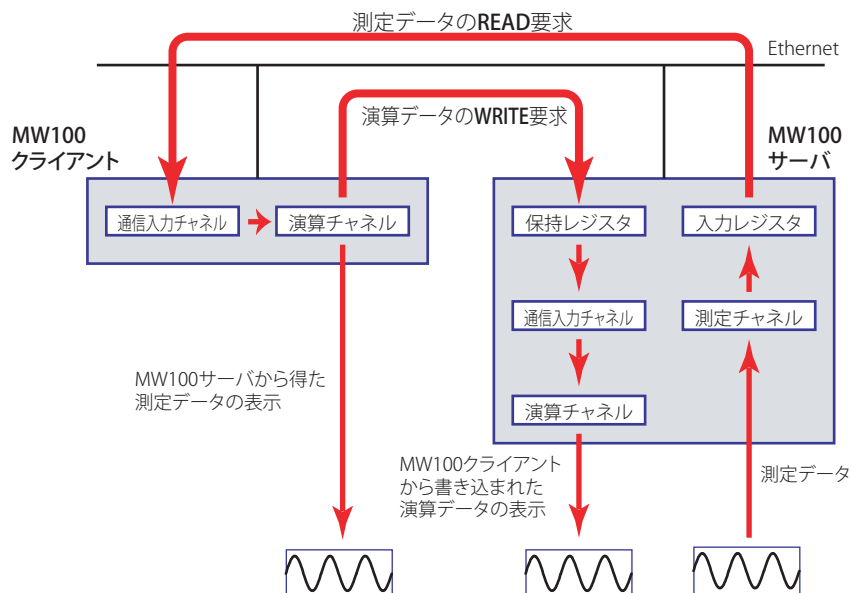 測定データのREAD要求
Ethernet
演算データのWRITE要求
MW100
クライアント
MW100
サーバ
通信入力チャネル
演算チャネル
保持レジスタ
入力レジスタ
通信入力チャネル
測定チャネル
演算チャネル
MW100サーバから得た
測定データの表示
MW100クライアント
から書き込まれた
演算データの表示
測定データ